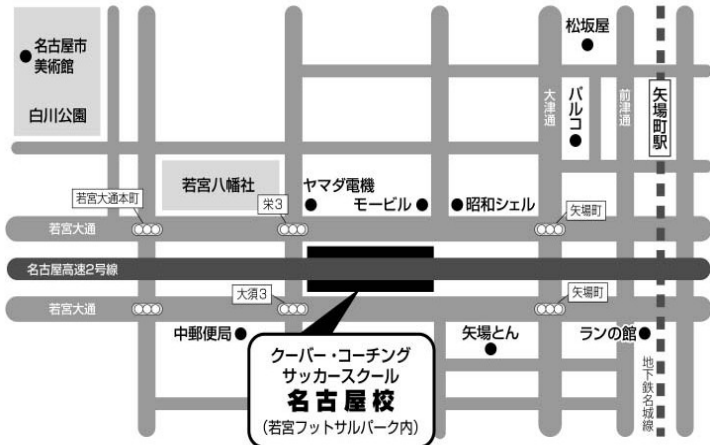 松坂屋
名古屋市
美術館
白川公園
大津通
パルコ
前津通
矢場町駅
若宮八幡社
ヤマダ電機
モービル
昭和シェル
若宮大通本町
栄3
矢場町
若宮大通
名古屋高速2号線
若宮大通
大須3
矢場町
中郵便局
矢場とん
ランの館
地下鉄名城線
クーバー・コーチング
サッカースクール
名古屋校
(若宮フットサルパーク内)